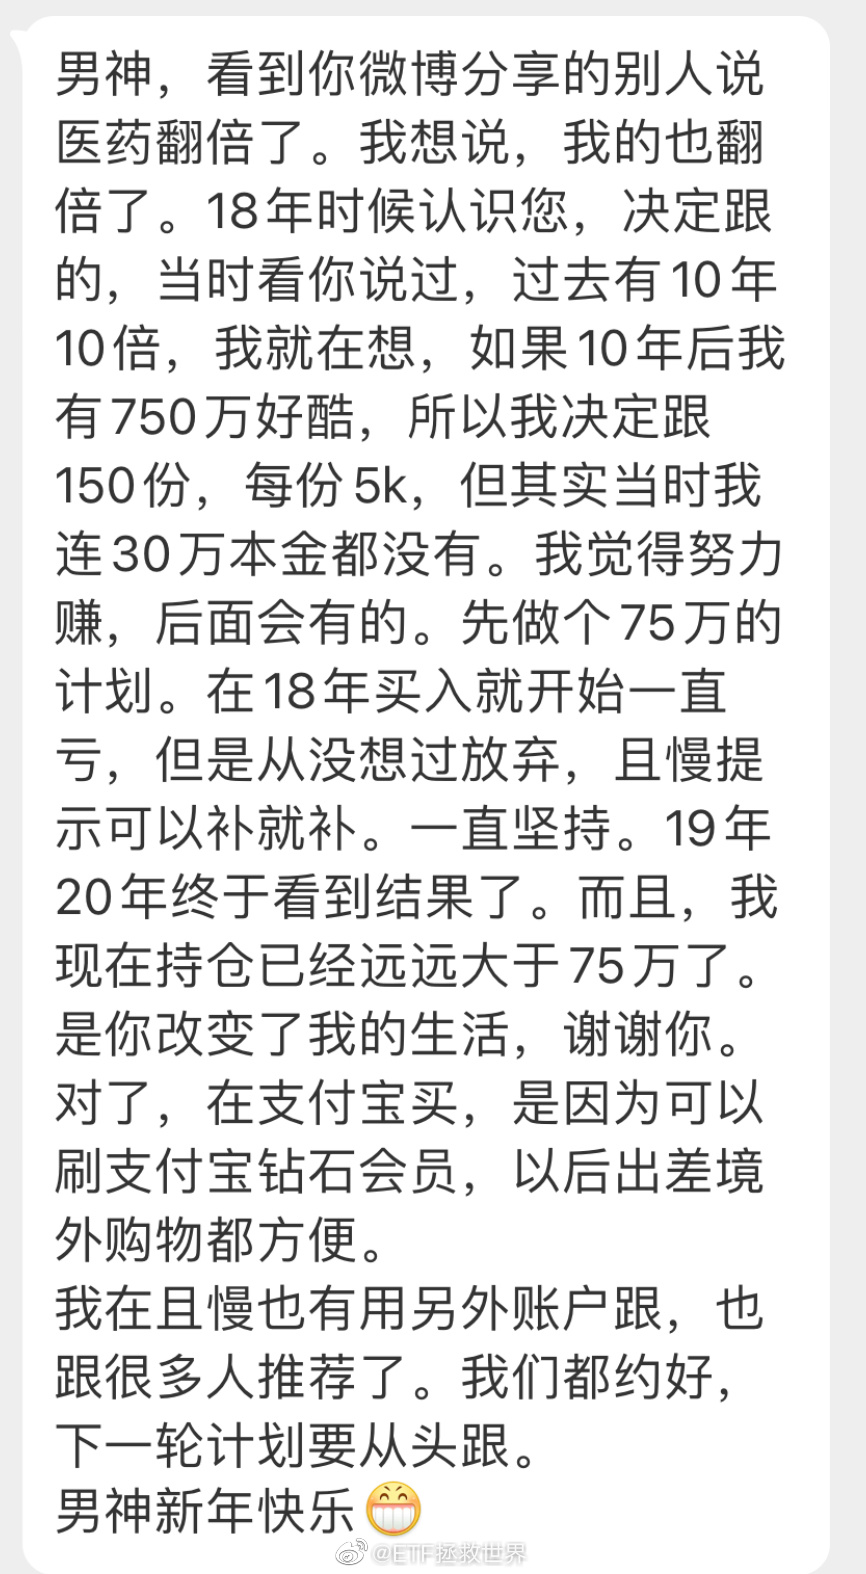 男神，看到你微博分享的别人说
医药翻倍了。我想说，我的也翻
倍了。18年时候认识您，决定跟
的，当时看你说过，过去有10年
10倍，我就在想，如果10年后我
有750万好酷，所以我决定跟
150份，每份5k，但其实当时我
连30万本金都没有。我觉得努力
赚，后面会有的。先做个75万的
计划。在18年买入就开始一直
亏，但是从没想过放弃，且慢提
示可以补就补。一直坚持。19年
20年终于看到结果了。而且，我
现在持仓已经远远大于75万了。
是你改变了我的生活，谢谢你。
对了，在支付宝买，是因为可以
刷支付宝钻石会员，以后出差境
外购物都方便。
我在且慢也有用另外账户跟，也
跟很多人推荐了。我们都约好，
下一轮计划要从头跟。
男神新年快乐😁
@ETF拯救世界